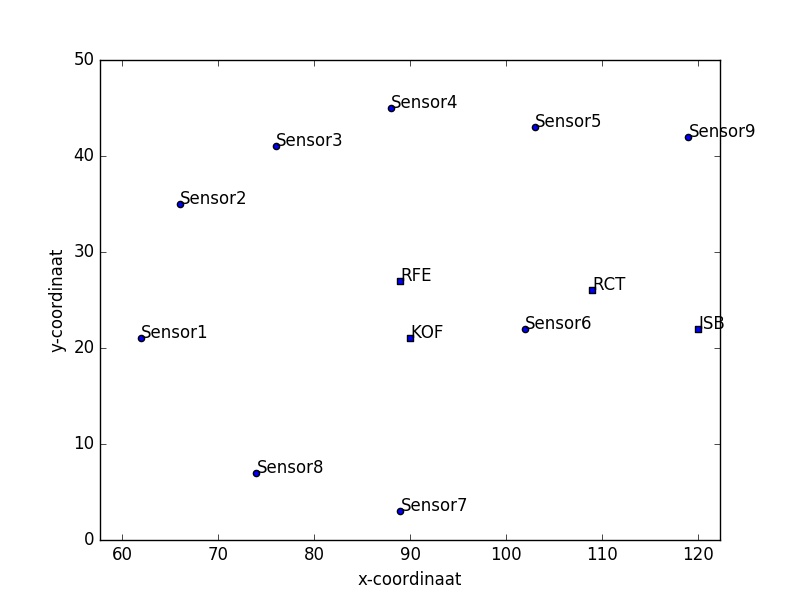 50
Sensor4
Sensor5
Sensor9
Sensor3
40
Sensor2
30
RFE
RCT
Sensor6
ISB
Sensor1
KOF
20
10
Sensor8
Sensor7
0
60 70 80 90 100 110 120
x-coordinaat
y-coordinaat